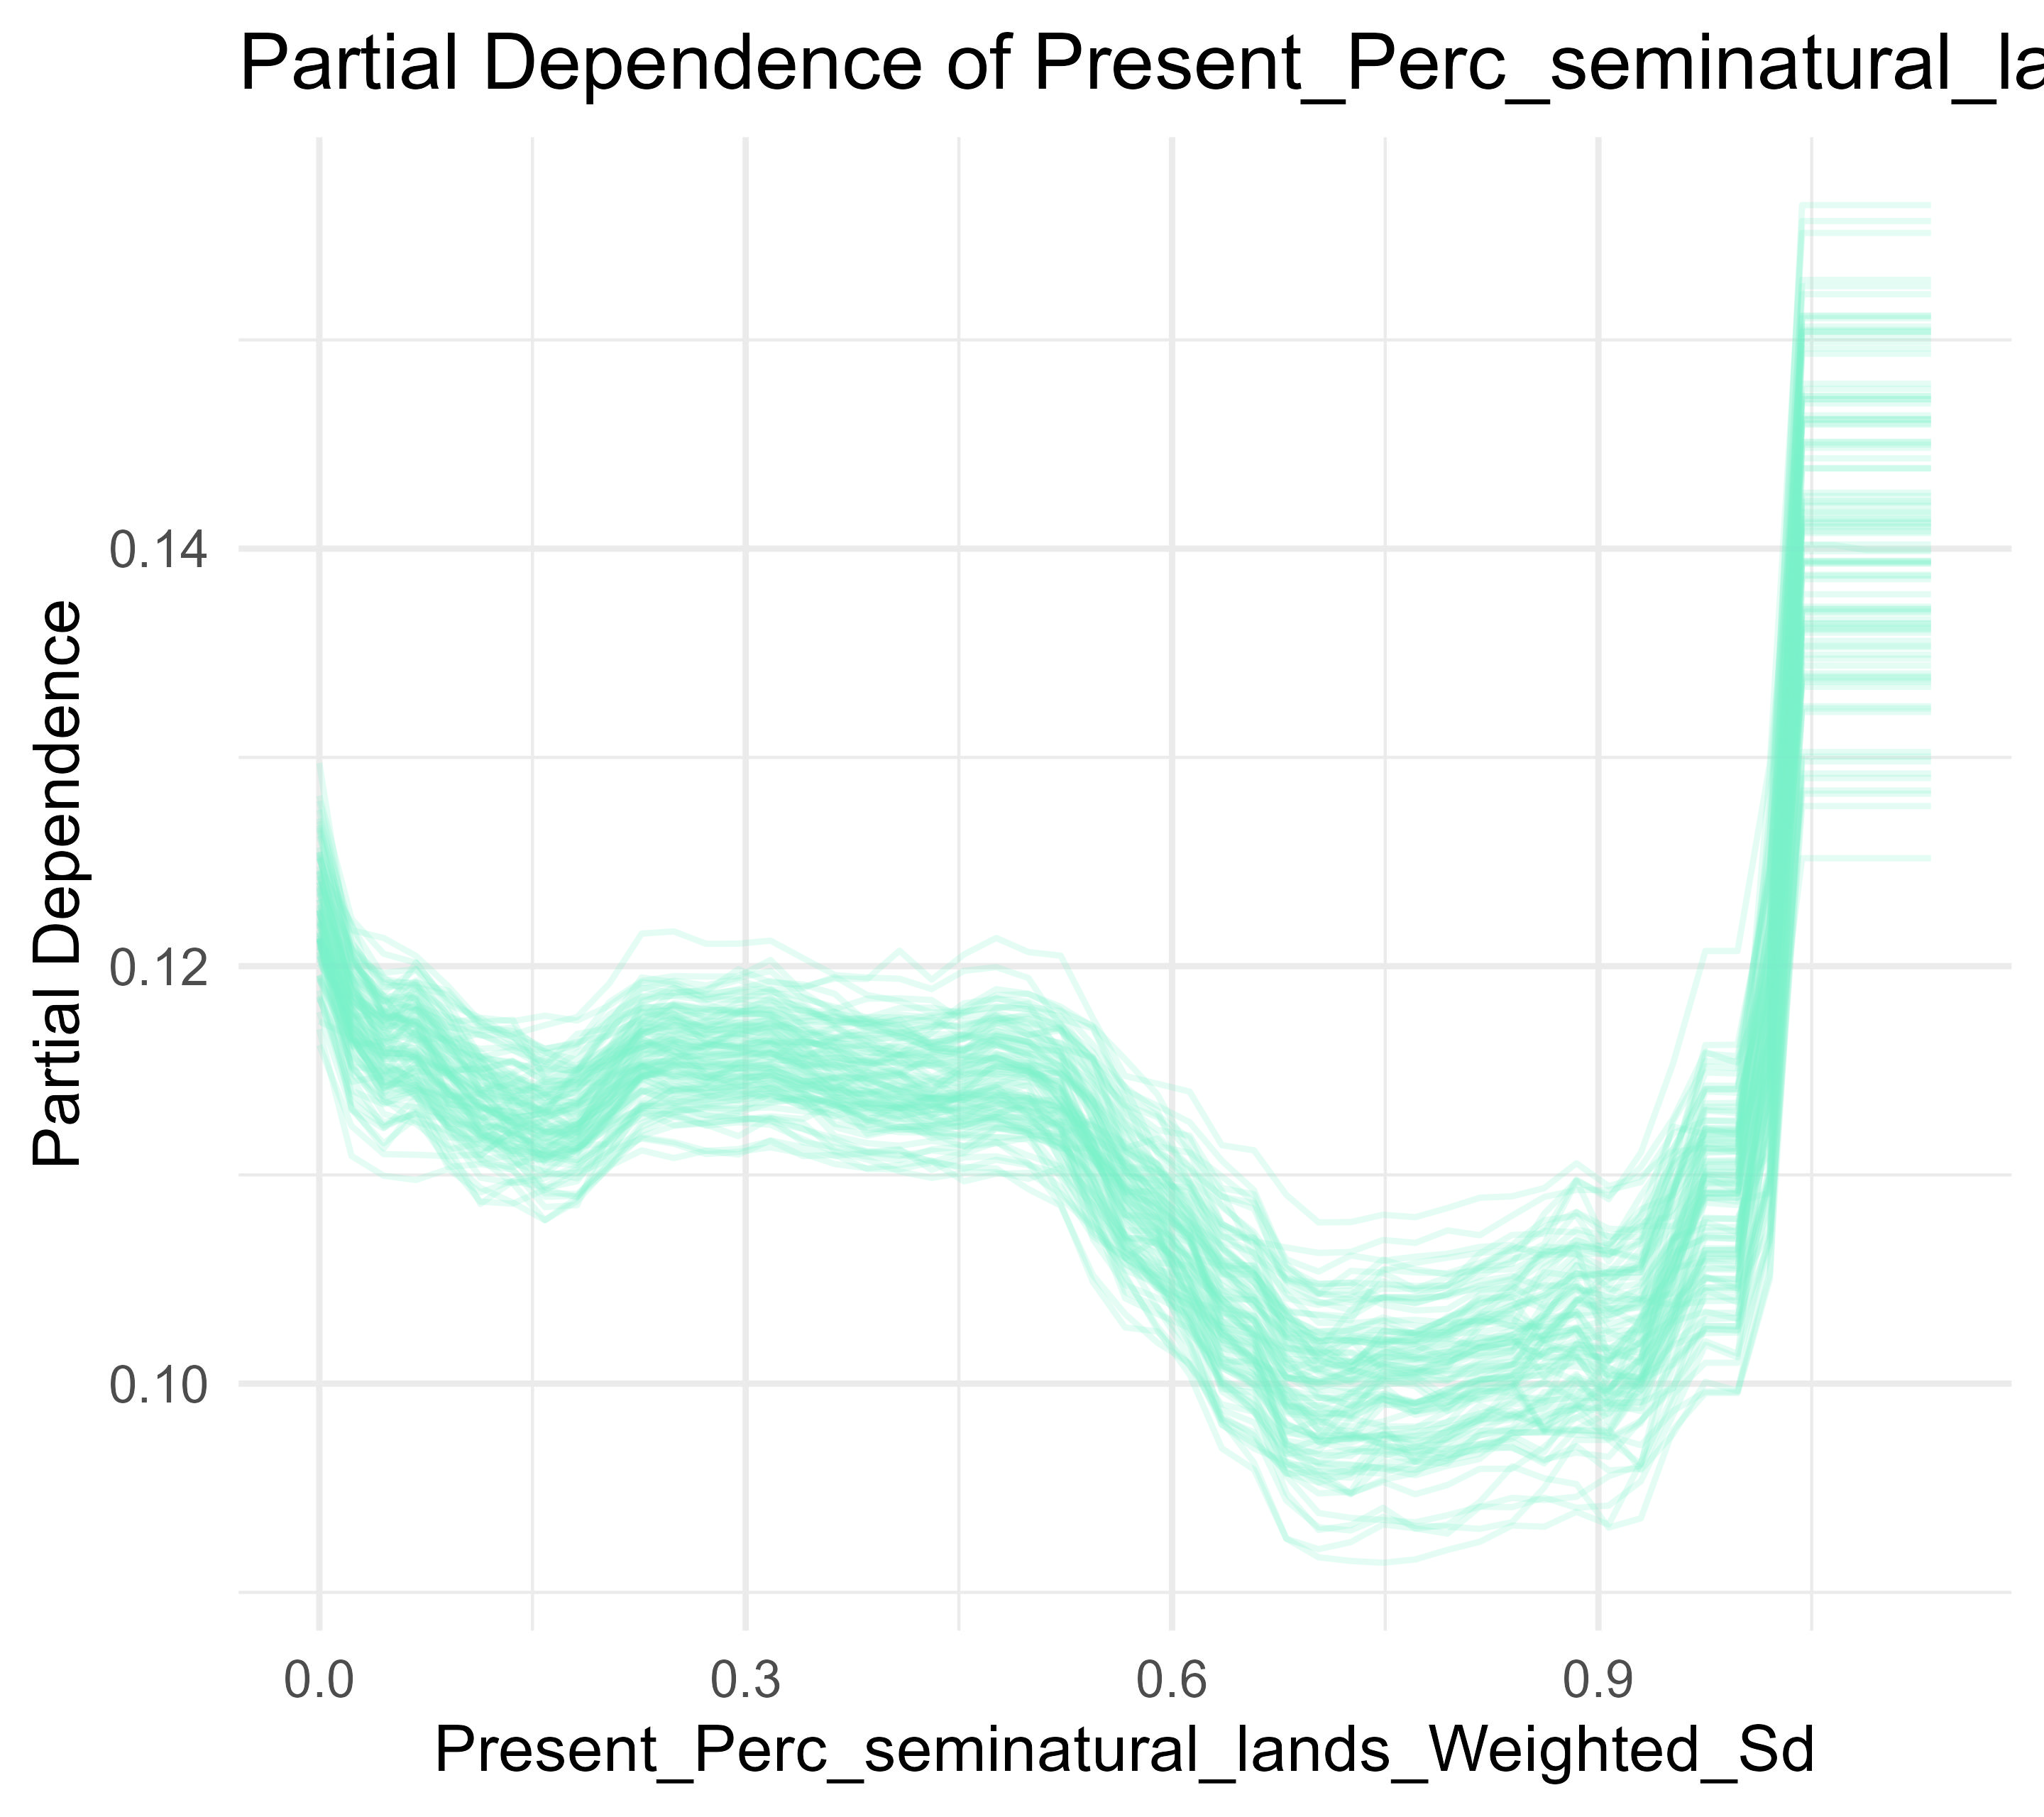 Partial Dependence of Present_Perc_seminatural_la
Partial Dependence
0.14
0.12
0.10
0.0 0.3 0.6 0.9
Present_Perc_seminatural_lands_Weighted_Sd